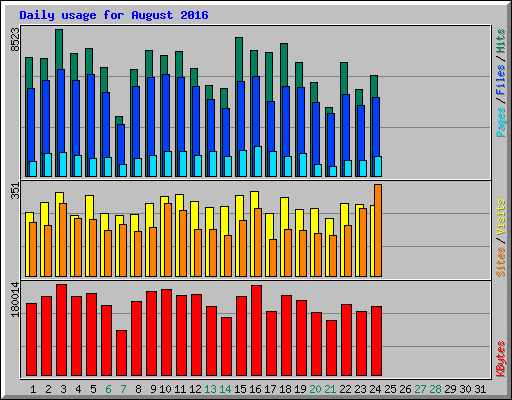 Daily usage for August 2016
8523
Pages / Files / Hits
351
Sites / Visits
180014
KBytes
1 2 3 4 5 6 7 8 9 10 11 12 13 14 15 16 17 18 19 20 21 22 23 24 25 26 27 28 29 30 31